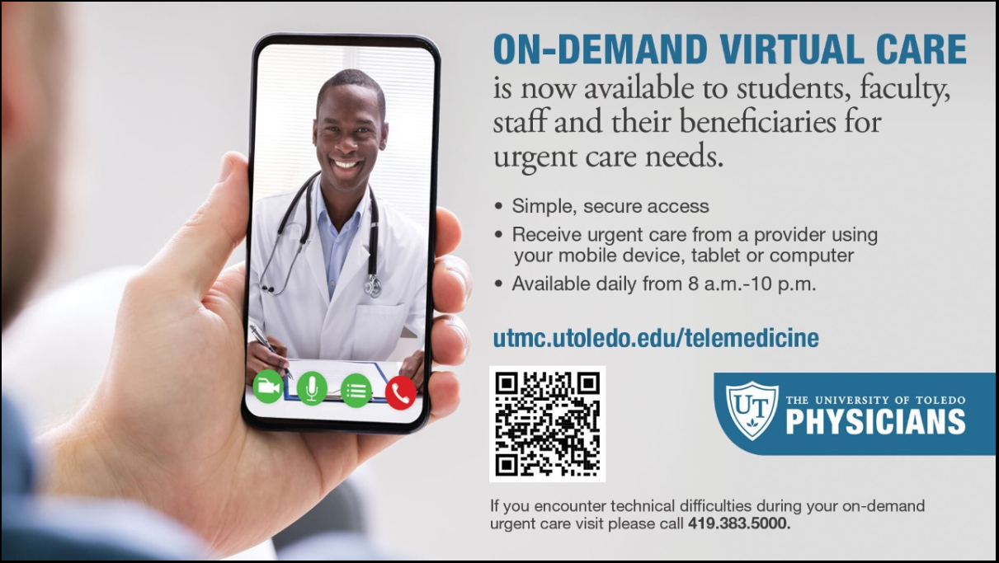 ON-DEMAND VIRTUAL CARE
is now available to students, faculty,
staff and their beneficiaries for
urgent care needs.
• Simple, secure access
• Receive urgent care from a provider using
your mobile device, tablet or computer
• Available daily from 8 a.m.-10 p.m.
utmc.utoledo.edu/telemedicine
UT
THE UNIVERSITY OF TOLEDO
PHYSICIANS
If you encounter technical difficulties during your on-demand
urgent care visit please call 419.383.5000.